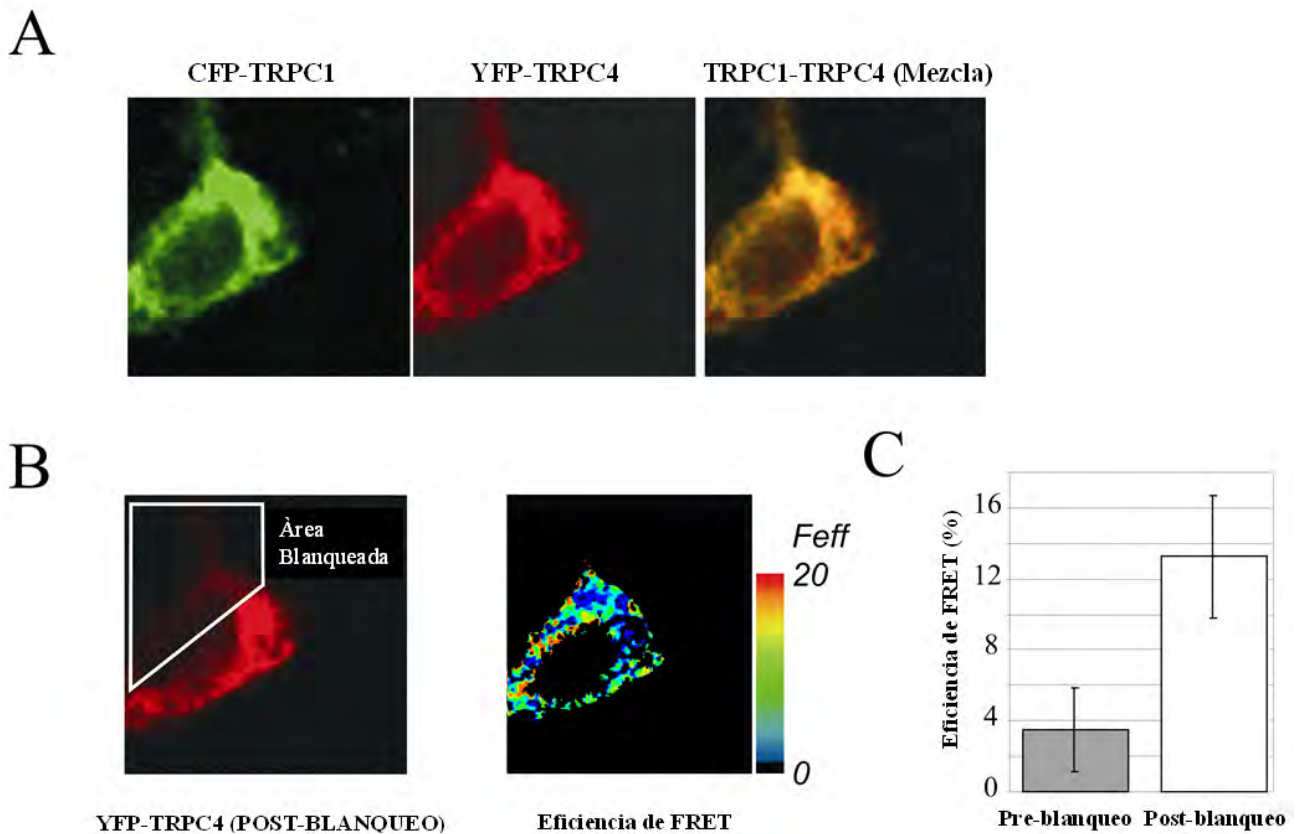 A
CFP-TRPC1
YFP-TRPC4
TRPC1-TRPC4 (Mezcla)
B
Àrea
Blanqueada
YFP-TRPC4 (POST-BLANQUEO)
Feff
20
0
Eficiencia de FRET
C
Eficiencia de FRET (%)
16
12
8
4
0
Pre-blanqueo
Post-blanqueo